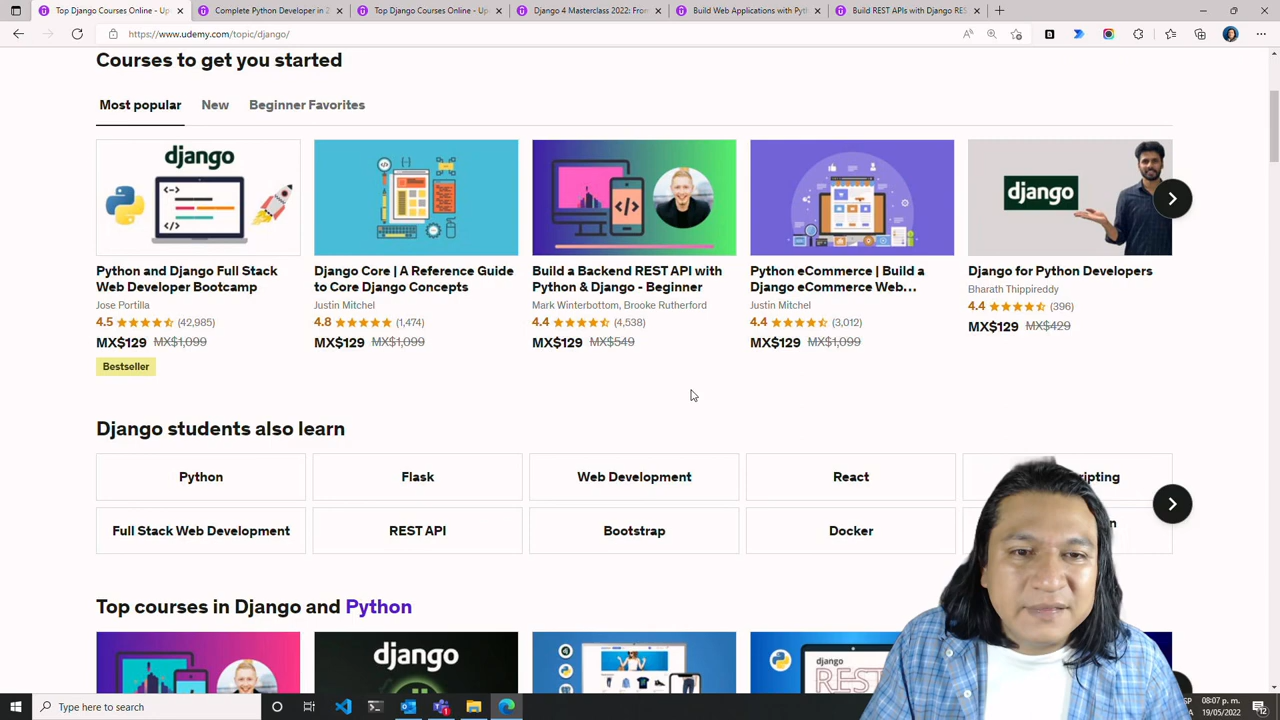 Top Django Courses Online - Up
Complete Python Developer in 2
Top Django Courses Online - Up
Django 4 Masterclass 2022: Fro
Build Web Applications with Pyt
Build REST APIs with Django RES
https://www.udemy.com/topic/django/
Courses to get you started
Most popular
New
Beginner Favorites
django
django
Python and Django Full Stack
Web Developer Bootcamp
Jose Portilla
4.5 (42,985)
MX$129 MX$1,099
Bestseller
Django Core | A Reference Guide
to Core Django Concepts
Justin Mitchel
4.8 (1,474)
MX$129 MX$1,099
Build a Backend REST API with
Python & Django - Beginner
Mark Winterbottom, Brooke Rutherford
4.4 (4,538)
MX$129 MX$549
Python eCommerce | Build a
Django eCommerce Web…
Justin Mitchel
4.4 (3,012)
MX$129 MX$1,099
Django for Python Developers
Bharath Thippireddy
4.4 (396)
MX$129 MX$429
Django students also learn
Python
Flask
Web Development
React
Full Stack Web Development
REST API
Bootstrap
Docker
Top courses in Django and Python
django
django
REST
Type here to search
08:07 p. m.
19/05/2022
12